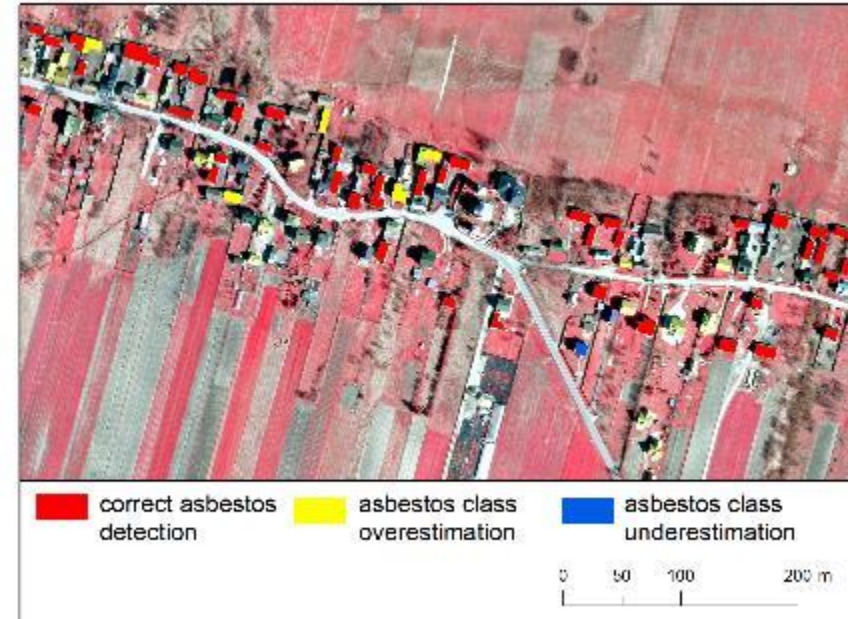 correct asbestos
detection
asbestos class
overestimation
asbestos class
underestimation
0 50 100 200 m